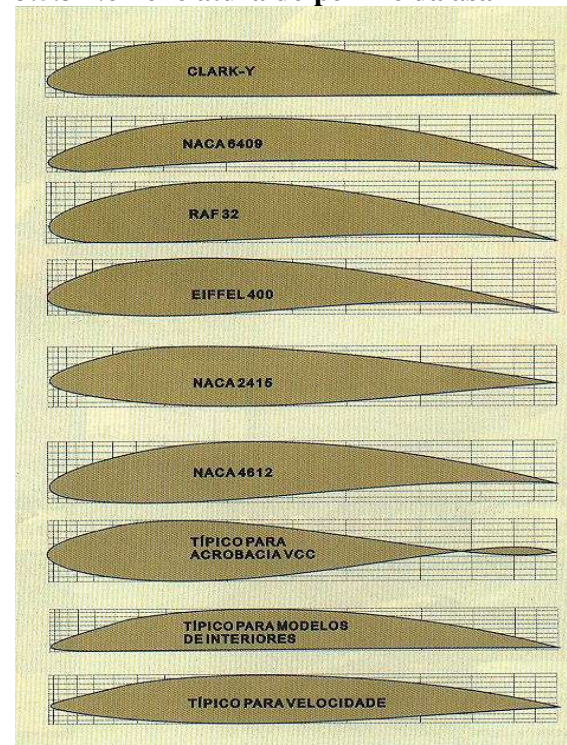 CLARK-Y
NACA 6409
RAF 32
EIFFEL 400
NACA 2415
NACA 4612
TÍPICO PARA
ACROBACIA VCC
TÍPICO PARA MODELOS
DE INTERIORES
TÍPICO PARA VELOCIDADE